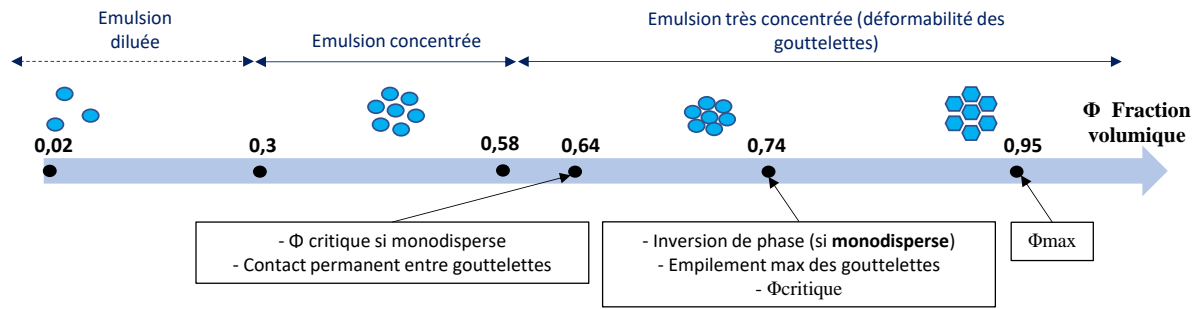 Emulsion
diluée
Emulsion concentrée
Emulsion très concentrée (déformabilité des
gouttelettes)
Φ Fraction
volumique
0,02
0,3
0,58
0,64
0,74
0,95
- Φ critique si monodisperse
- Contact permanent entre gouttelettes
- Inversion de phase (si monodisperse)
- Empilement max des gouttelettes
- Φcritique
Φmax